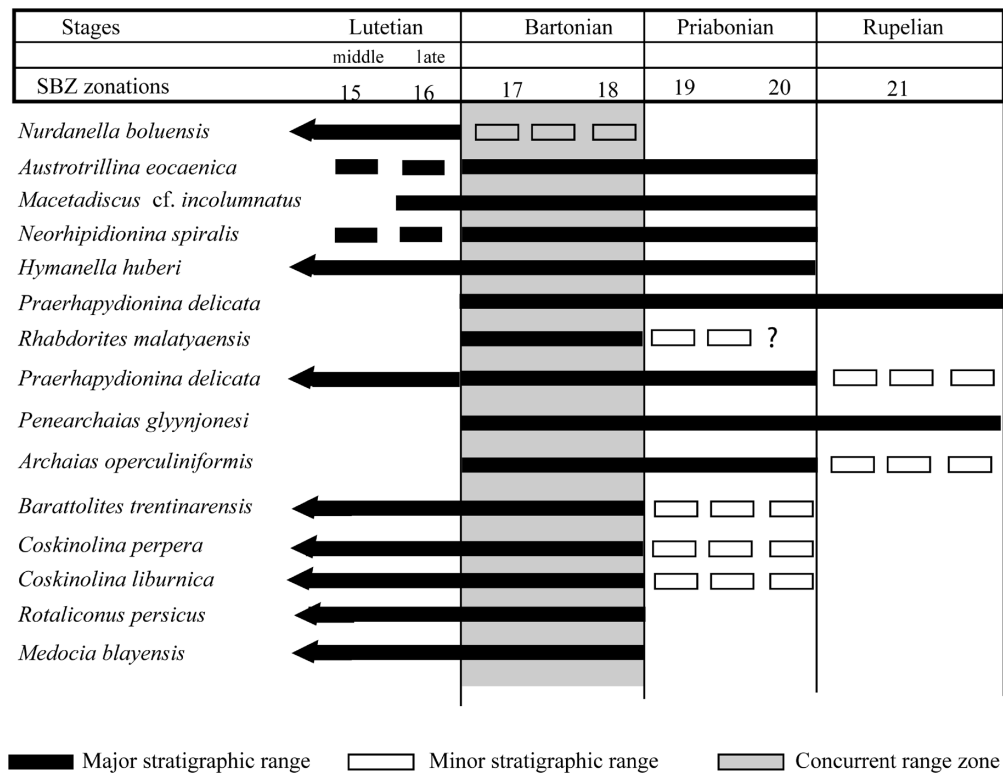 Stages Lutetian Bartonian Priabonian Rupelian
middle late
SBZ zonations 15 16 17 18 19 20 21
Nurdanella boluensis
Austrotrillina eocaenica
Macetadiscus cf. incolumnatus
Neorhipidionina spiralis
Hymanella huberi
Praerhapydionina delicata
Rhabdorites malatyaensis ?
Praerhapydionina delicata
Penearchaias glyynjonesi
Archaias operculiniformis
Barattolites trentinarensis
Coskinolina perpera
Coskinolina liburnica
Rotaliconus persicus
Medocia blayensis
Major stratigraphic range Minor stratigraphic range Concurrent range zone